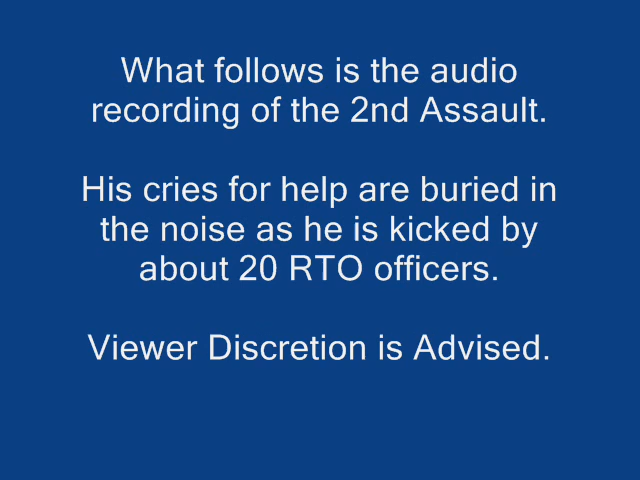 What follows is the audio
recording of the 2nd Assault.
His cries for help are buried in
the noise as he is kicked by
about 20 RTO officers.
Viewer Discretion is Advised.